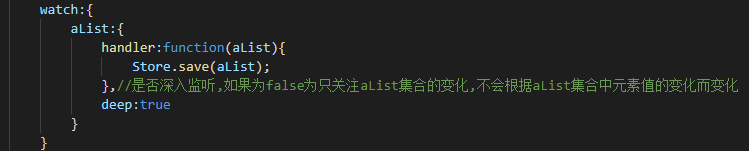 watch:{
aList:{
handler:function(aList){
Store.save(aList);
},//是否深入监听,如果为false为只关注aList集合的变化,不会根据aList集合中元素值的变化而变化
deep:true
}
}